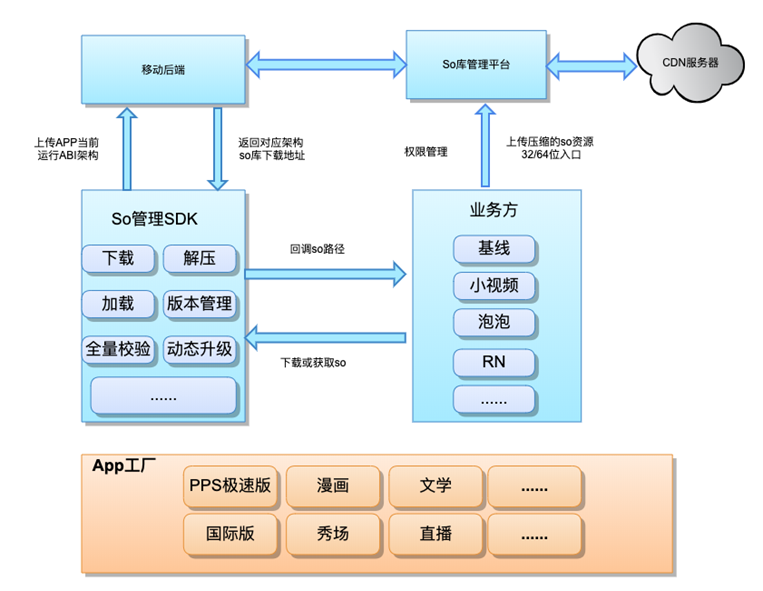 移动后端
So库管理平台
CDN服务器
上传APP当前
运行ABI架构
返回对应架构
so库下载地址
权限管理
上传压缩的so资源
32/64位入口
So管理SDK
下载
解压
加载
版本管理
全量校验
动态升级
......
回调so路径
下载或获取so
业务方
基线
小视频
泡泡
RN
......
App工厂
PPS极速版
漫画
文学
......
国际版
秀场
直播
......